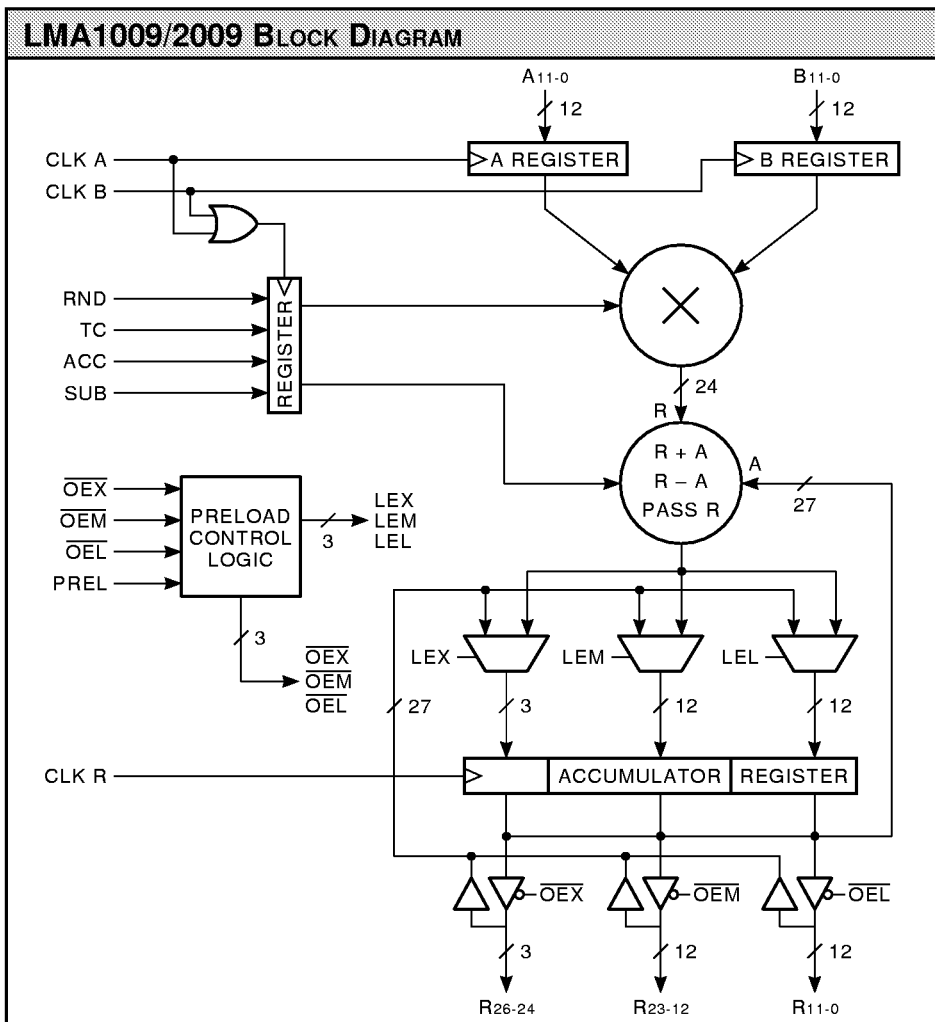 LMA1009/2009 BLOCK DIAGRAM
A11-0
B11-0
12
12
CLK A
A REGISTER
B REGISTER
CLK B
RND
TC
ACC
SUB
REGISTER
24
R
R + A
R – A
PASS R
A
27
OEX
OEM
OEL
PREL
PRELOAD
CONTROL
LOGIC
3
LEX
LEM
LEL
3
OEX
OEM
OEL
LEX
LEM
LEL
27
3
12
12
CLK R
ACCUMULATOR
REGISTER
OEX
OEM
OEL
3
12
12
R26-24
R23-12
R11-0